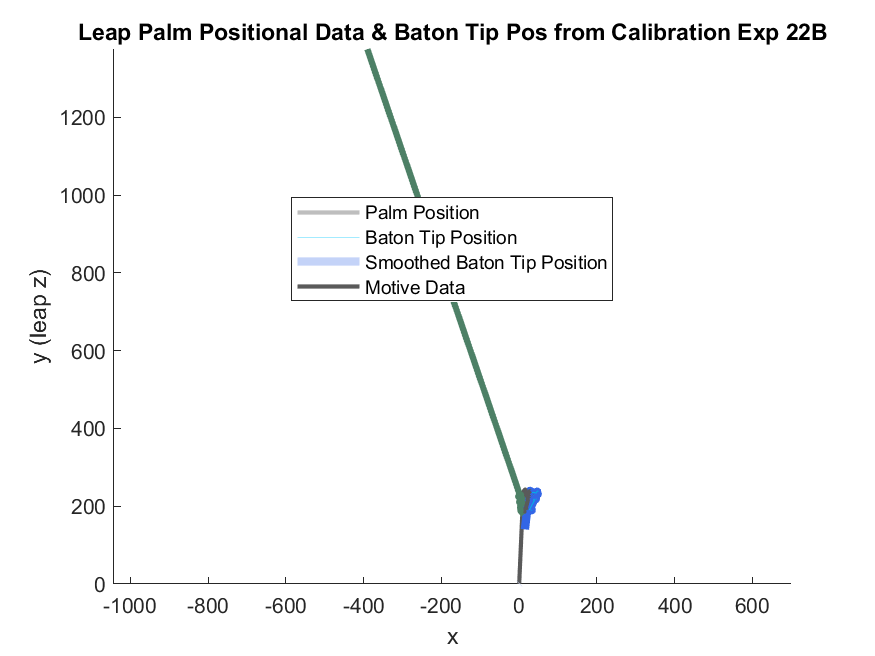 Leap Palm Positional Data & Baton Tip Pos from Calibration Exp 22B
1200
1000
800
600
400
200
0
y (leap z)
Palm Position
Baton Tip Position
Smoothed Baton Tip Position
Motive Data
-1000 -800 -600 -400 -200 0 200 400 600
x